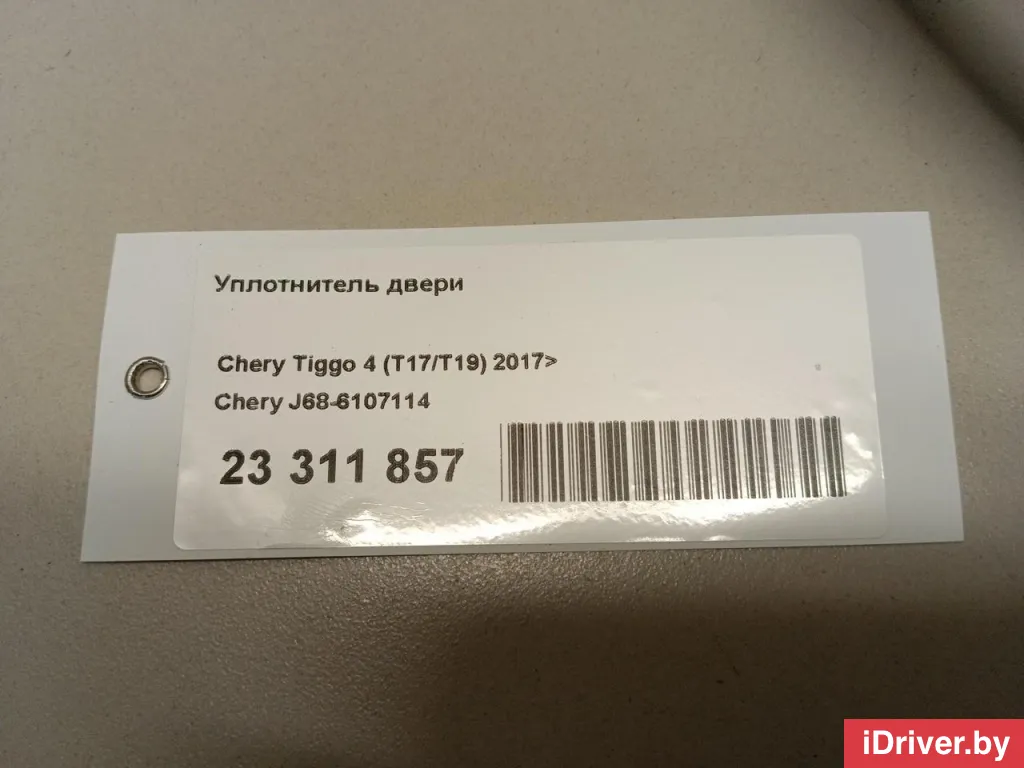 Уплотнитель двери
Chery Tiggo 4 (T17/T19) 2017>
Chery J68-6107114
23 311 857
iDriver.by